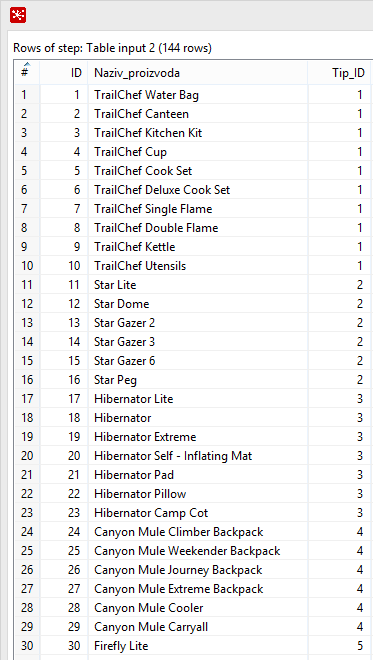 Rows of step: Table input 2 (144 rows)
# ID Naziv_proizvoda Tip_ID
1 1 TrailChef Water Bag 1
2 2 TrailChef Canteen 1
3 3 TrailChef Kitchen Kit 1
4 4 TrailChef Cup 1
5 5 TrailChef Cook Set 1
6 6 TrailChef Deluxe Cook Set 1
7 7 TrailChef Single Flame 1
8 8 TrailChef Double Flame 1
9 9 TrailChef Kettle 1
10 10 TrailChef Utensils 1
11 11 Star Lite 2
12 12 Star Dome 2
13 13 Star Gazer 2 2
14 14 Star Gazer 3 2
15 15 Star Gazer 6 2
16 16 Star Peg 2
17 17 Hibernator Lite 3
18 18 Hibernator 3
19 19 Hibernator Extreme 3
20 20 Hibernator Self - Inflating Mat 3
21 21 Hibernator Pad 3
22 22 Hibernator Pillow 3
23 23 Hibernator Camp Cot 3
24 24 Canyon Mule Climber Backpack 4
25 25 Canyon Mule Weekender Backpack 4
26 26 Canyon Mule Journey Backpack 4
27 27 Canyon Mule Extreme Backpack 4
28 28 Canyon Mule Cooler 4
29 29 Canyon Mule Carryall 4
30 30 Firefly Lite 5